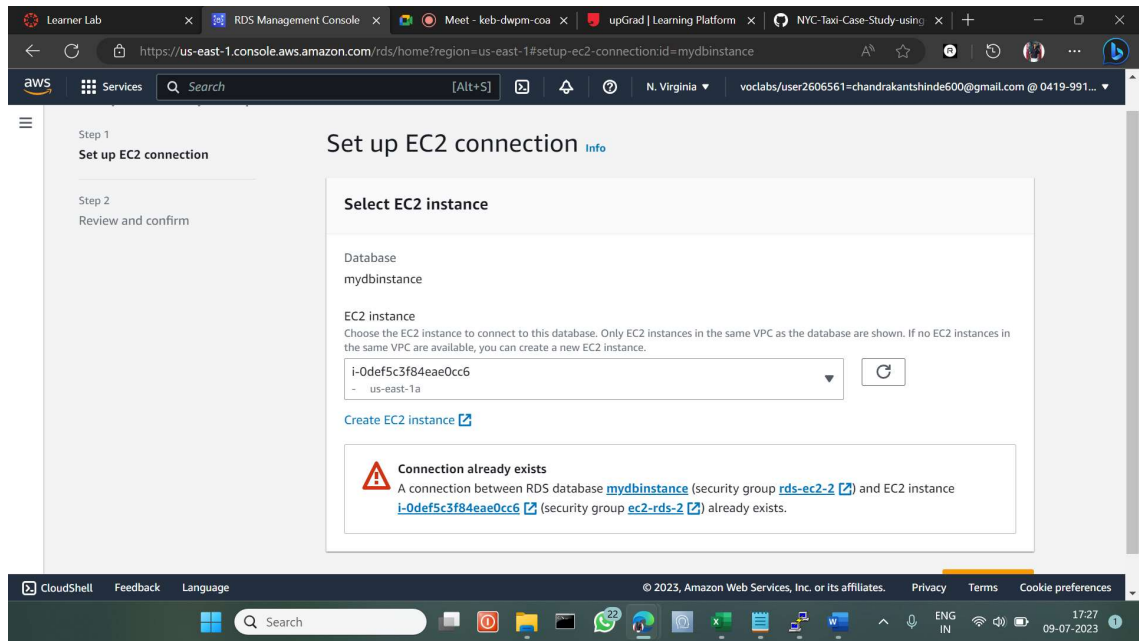 Learner Lab
RDS Management Console
Meet - keb-dwpm-coa
upGrad | Learning Platform
NYC-Taxi-Case-Study-using
https://us-east-1.console.aws.amazon.com/rds/home?region=us-east-1#setup-ec2-connection:id=mydbinstance
aws
Services
Search
[Alt+S]
N. Virginia
voclabs/user2606561=chandrakantshinde600@gmail.com @ 0419-991...
Step 1
Set up EC2 connection
Step 2
Review and confirm
Set up EC2 connection Info
Select EC2 instance
Database
mydbinstance
EC2 instance
Choose the EC2 instance to connect to this database. Only EC2 instances in the same VPC as the database are shown. If no EC2 instances in
the same VPC are available, you can create a new EC2 instance.
i-0def5c3f84eae0cc6
- us-east-1a
Create EC2 instance
Connection already exists
A connection between RDS database mydbinstance (security group rds-ec2-2) and EC2 instance
i-0def5c3f84eae0cc6 (security group ec2-rds-2) already exists.
CloudShell
Feedback
Language
© 2023, Amazon Web Services, Inc. or its affiliates.
Privacy
Terms
Cookie preferences
Search
22
ENG
IN
17:27
09-07-2023
1